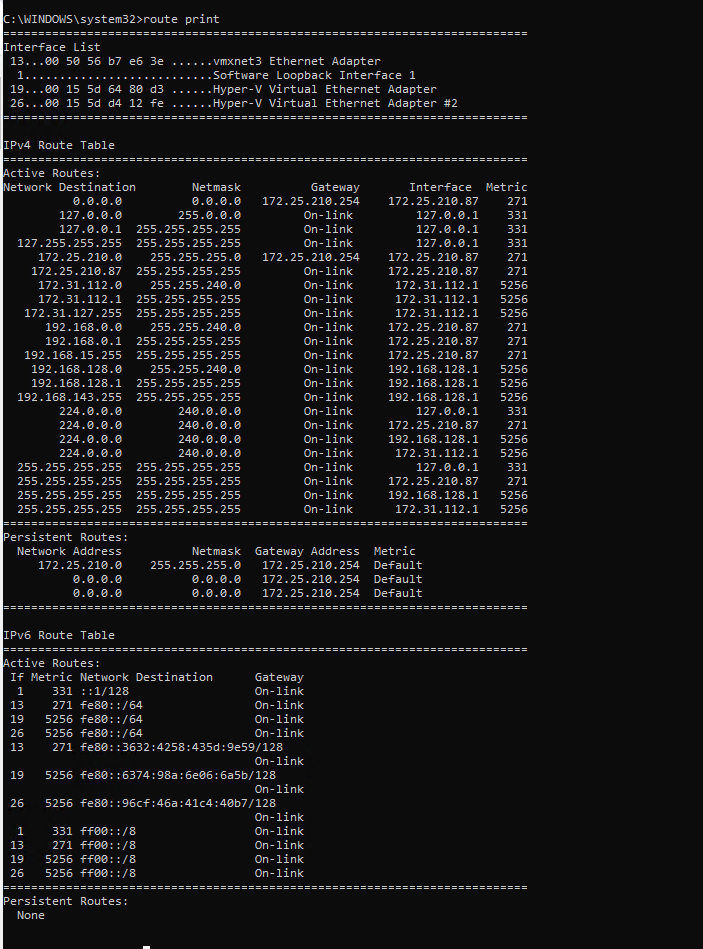 C:\WINDOWS\system32>route print
===========================================================================
Interface List
 13...00 50 56 b7 e6 3e ......vmxnet3 Ethernet Adapter
  1...........................Software Loopback Interface 1
 19...00 15 5d 64 80 d3 ......Hyper-V Virtual Ethernet Adapter
 26...00 15 5d d4 12 fe ......Hyper-V Virtual Ethernet Adapter #2
===========================================================================

IPv4 Route Table
===========================================================================
Active Routes:
Network Destination        Netmask          Gateway       Interface  Metric
          0.0.0.0          0.0.0.0   172.25.210.254    172.25.210.87    271
        127.0.0.0        255.0.0.0         On-link         127.0.0.1    331
        127.0.0.1  255.255.255.255         On-link         127.0.0.1    331
  127.255.255.255  255.255.255.255         On-link         127.0.0.1    331
     172.25.210.0    255.255.255.0   172.25.210.254    172.25.210.87    271
    172.25.210.87  255.255.255.255         On-link     172.25.210.87    271
     172.31.112.0    255.255.240.0         On-link      172.31.112.1   5256
     172.31.112.1  255.255.255.255         On-link      172.31.112.1   5256
   172.31.127.255  255.255.255.255         On-link      172.31.112.1   5256
      192.168.0.0    255.255.240.0         On-link     172.25.210.87    271
      192.168.0.1  255.255.255.255         On-link     172.25.210.87    271
   192.168.15.255  255.255.255.255         On-link     172.25.210.87    271
    192.168.128.0    255.255.240.0         On-link     192.168.128.1   5256
    192.168.128.1  255.255.255.255         On-link     192.168.128.1   5256
  192.168.143.255  255.255.255.255         On-link     192.168.128.1   5256
        224.0.0.0        240.0.0.0         On-link         127.0.0.1    331
        224.0.0.0        240.0.0.0         On-link     172.25.210.87    271
        224.0.0.0        240.0.0.0         On-link     192.168.128.1   5256
        224.0.0.0        240.0.0.0         On-link      172.31.112.1   5256
  255.255.255.255  255.255.255.255         On-link         127.0.0.1    331
  255.255.255.255  255.255.255.255         On-link     172.25.210.87    271
  255.255.255.255  255.255.255.255         On-link     192.168.128.1   5256
  255.255.255.255  255.255.255.255         On-link      172.31.112.1   5256
===========================================================================
Persistent Routes:
  Network Address          Netmask  Gateway Address  Metric
     172.25.210.0    255.255.255.0   172.25.210.254  Default
          0.0.0.0          0.0.0.0   172.25.210.254  Default
          0.0.0.0          0.0.0.0   172.25.210.254  Default
===========================================================================

IPv6 Route Table
===========================================================================
Active Routes:
 If Metric Network Destination      Gateway
  1    331 ::1/128                  On-link
 13    271 fe80::/64                On-link
 19   5256 fe80::/64                On-link
 26   5256 fe80::/64                On-link
 13    271 fe80::3632:4258:435d:9e59/128
                                    On-link
 19   5256 fe80::6374:98a:6e06:6a5b/128
                                    On-link
 26   5256 fe80::96cf:46a:41c4:40b7/128
                                    On-link
  1    331 ff00::/8                 On-link
 13    271 ff00::/8                 On-link
 19   5256 ff00::/8                 On-link
 26   5256 ff00::/8                 On-link
===========================================================================
Persistent Routes:
  None